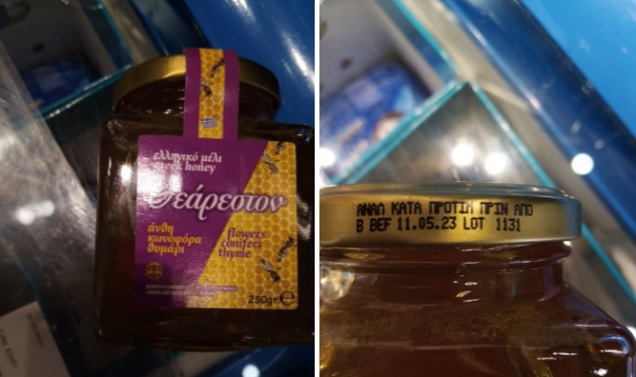 ελληνικό μέλι
greek honey
Θεάρεστον
άνθη
κωνοφόρα
θυμάρι
flowers
conifers
thyme
250gr e
ΑΝΑΛ ΚΑΤΑ ΠΡΟΤΙΜ ΠΡΙΝ ΑΠΟ
B BEF 11.05.23 LOT 1131